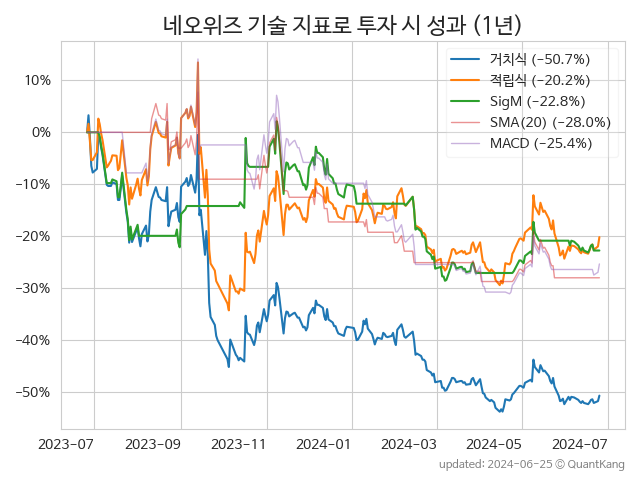 네오위즈 기술 지표로 투자 시 성과 (1년)
거치식 (−50.7%)
적립식 (−20.2%)
SigM (−22.8%)
SMA(20) (−28.0%)
MACD (−25.4%)
10%
0%
−10%
−20%
−30%
−40%
−50%
2023-07 2023-09 2023-11 2024-01 2024-03 2024-05 2024-07
updated: 2024-06-25 ⓒ QuantKang